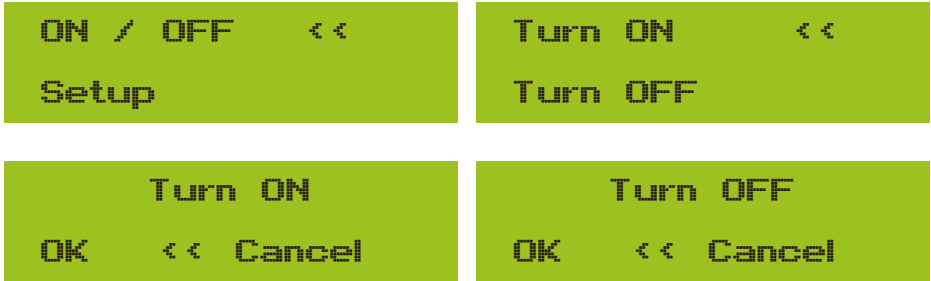 ON / OFF <<
Setup
Turn ON <<
Turn OFF
Turn ON
OK << Cancel
Turn OFF
OK << Cancel